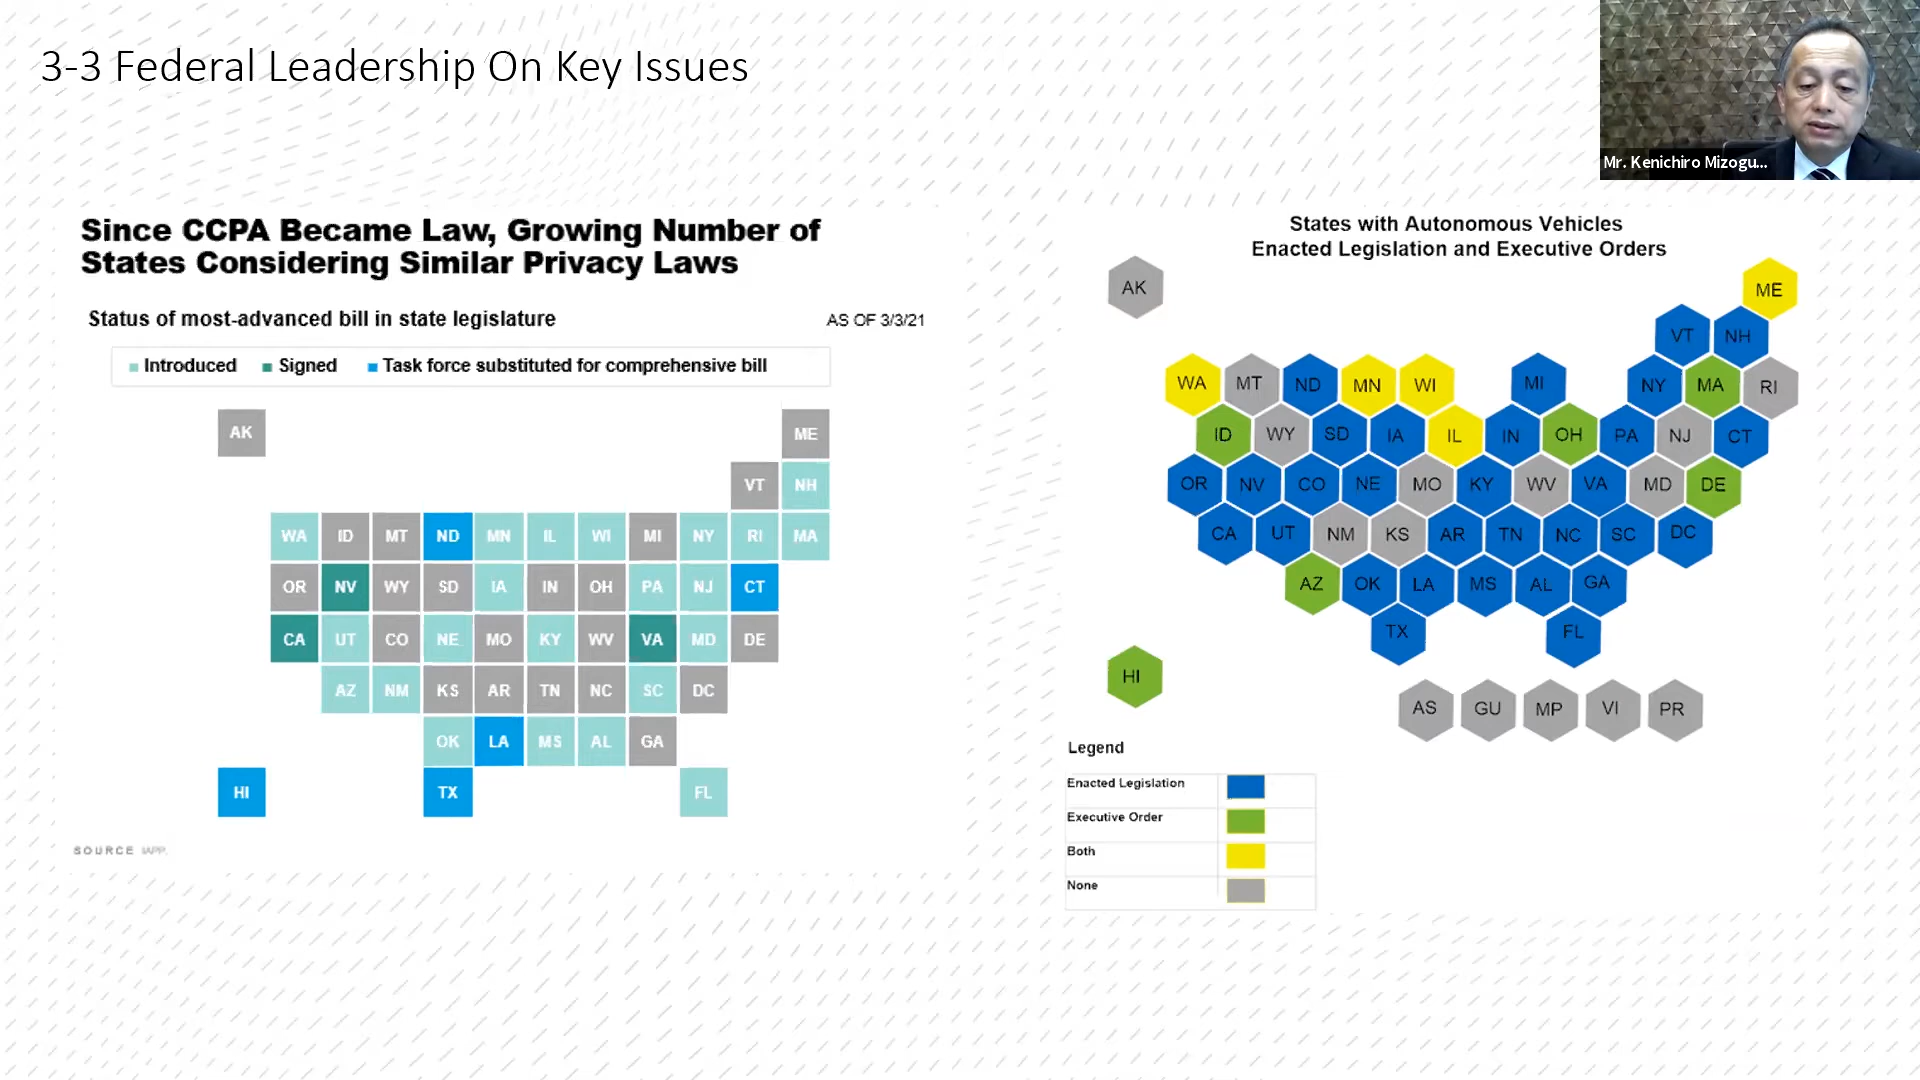 3-3 Federal Leadership On Key Issues
Mr. Kenichiro Mizogu...
Since CCPA Became Law, Growing Number of
States Considering Similar Privacy Laws
Status of most-advanced bill in state legislature
AS OF 3/3/21
Introduced Signed Task force substituted for comprehensive bill
AK ME
VT NH
WA ID MT ND MN IL WI MI NY RI MA
OR NV WY SD IA IN OH PA NJ CT
CA UT CO NE MO KY WV VA MD DE
AZ NM KS AR TN NC SC DC
OK LA MS AL GA
HI TX FL
SOURCE IAPP.
States with Autonomous Vehicles
Enacted Legislation and Executive Orders
AK ME
VT NH
WA MT ND MN WI MI NY MA RI
ID WY SD IA IL IN OH PA NJ CT
OR NV CO NE MO KY WV VA MD DE
CA UT NM KS AR TN NC SC DC
AZ OK LA MS AL GA
TX FL
HI
AS GU MP VI PR
Legend
Enacted Legislation
Executive Order
Both
None